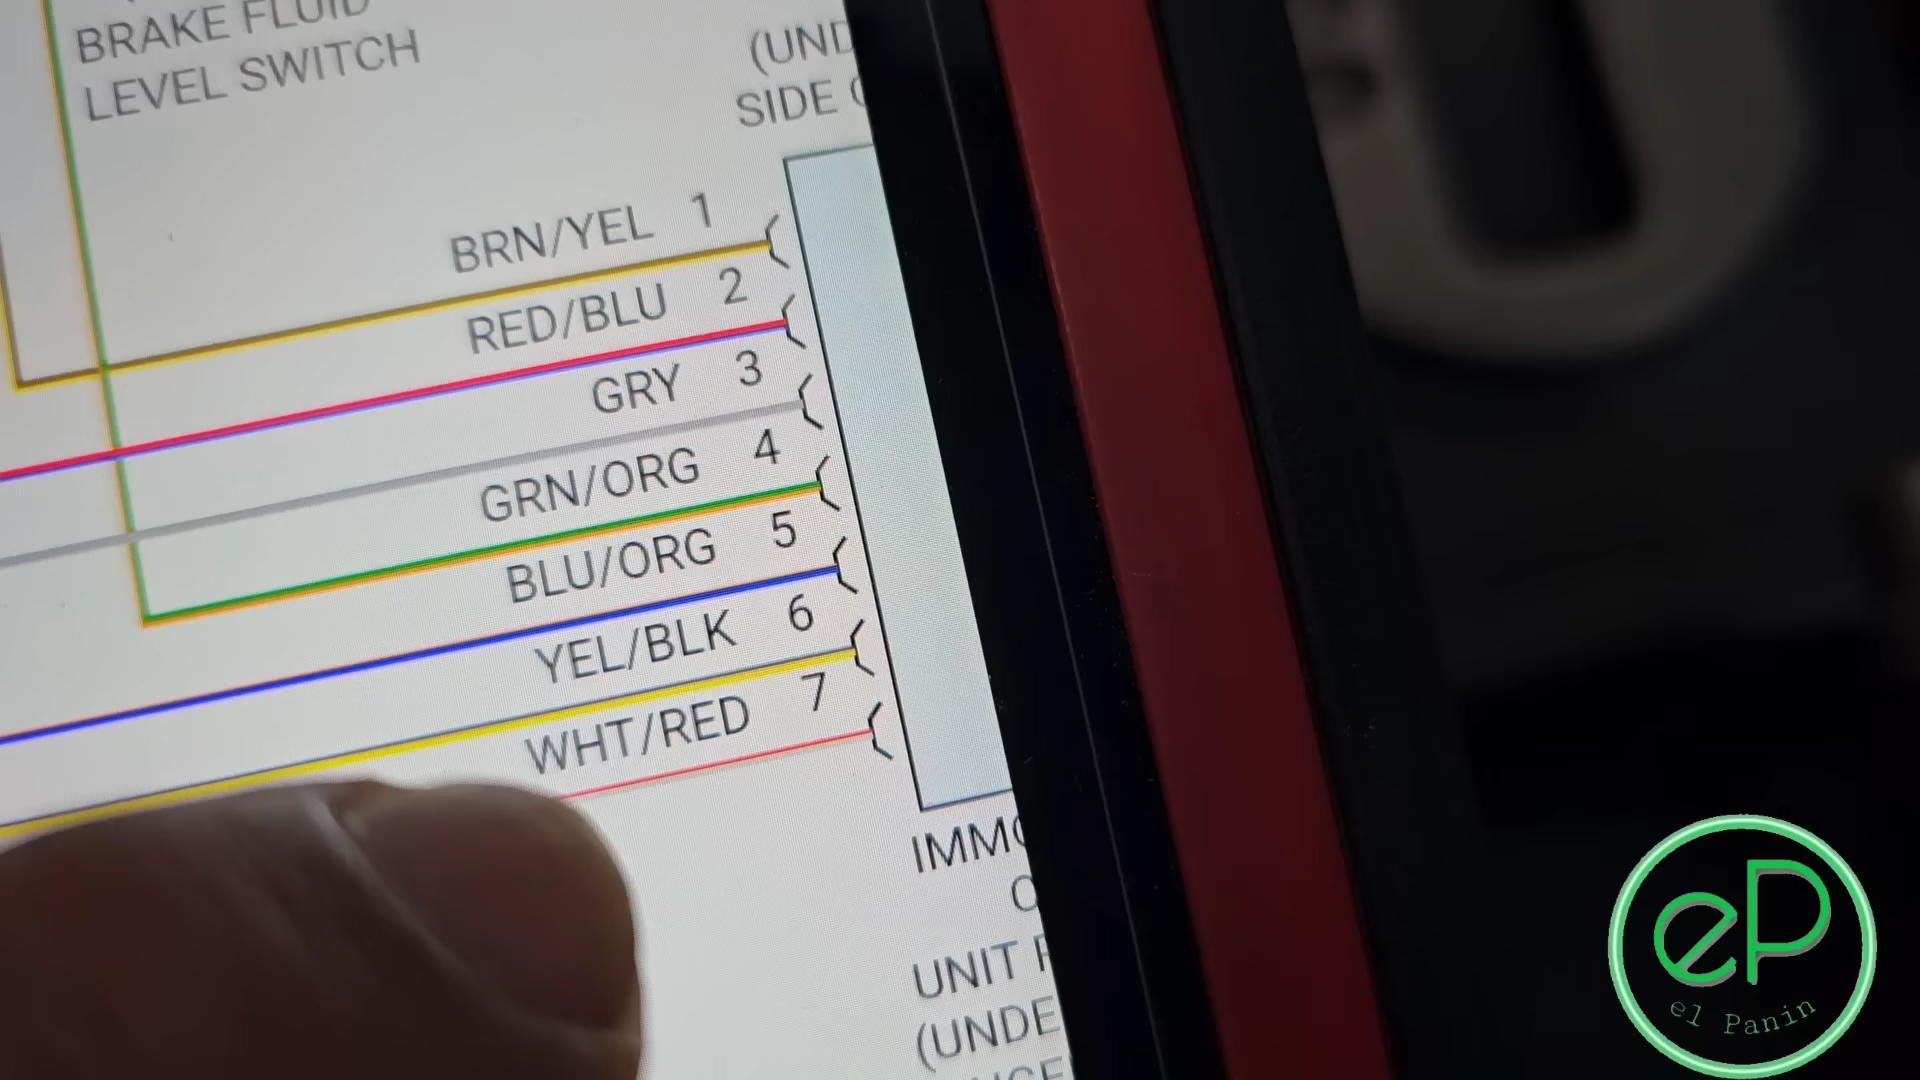 BRAKE FLUID
LEVEL SWITCH
(UND
SIDE
BRN/YEL 1
RED/BLU 2
GRY 3
GRN/ORG 4
BLU/ORG 5
YEL/BLK 6
WHT/RED 7
IMMO
UNIT
(UNDE
eP
el Panin